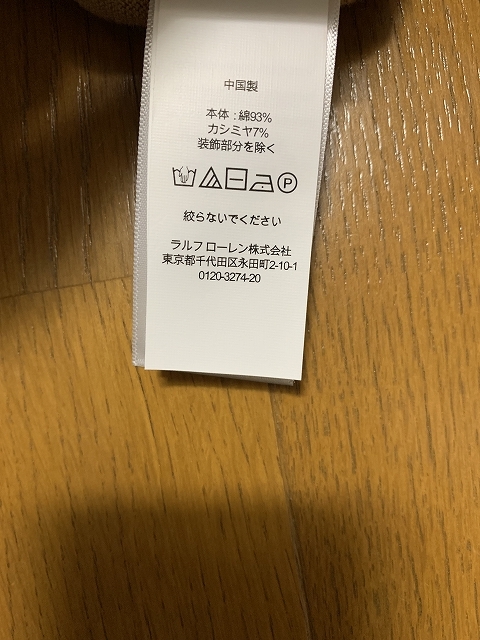 中国製
本体 : 綿93%
カシミヤ7%
装飾部分を除く
P
絞らないでください
ラルフ ローレン株式会社
東京都千代田区永田町2-10-1
0120-3274-20